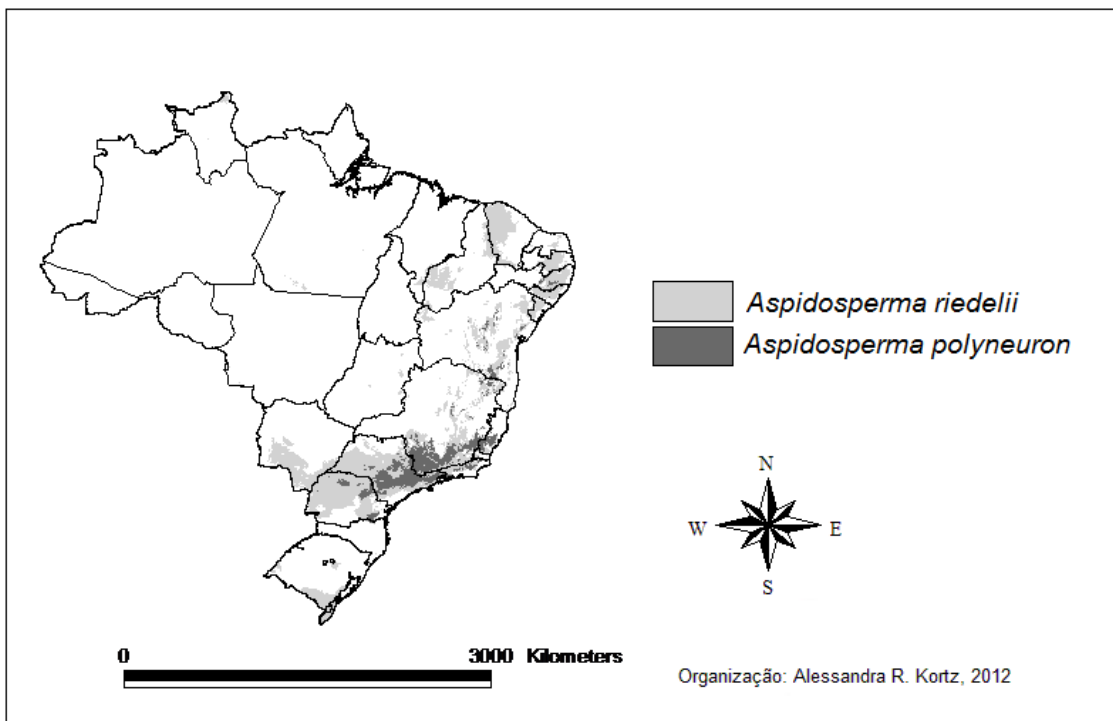 Aspidosperma riedelii
Aspidosperma polyneuron
N
W E
S
0 3000 Kilometers
Organização: Alessandra R. Kortz, 2012